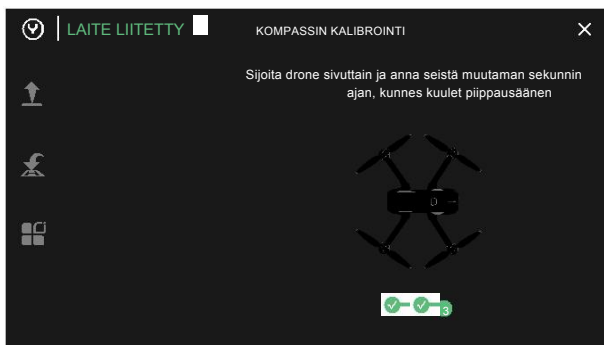 LAITE LIITETTY
KOMPASSIN KALIBROINTI
Sijoita drone sivuttain ja anna seistä muutaman sekunnin
ajan, kunnes kuulet piippausäänen
3